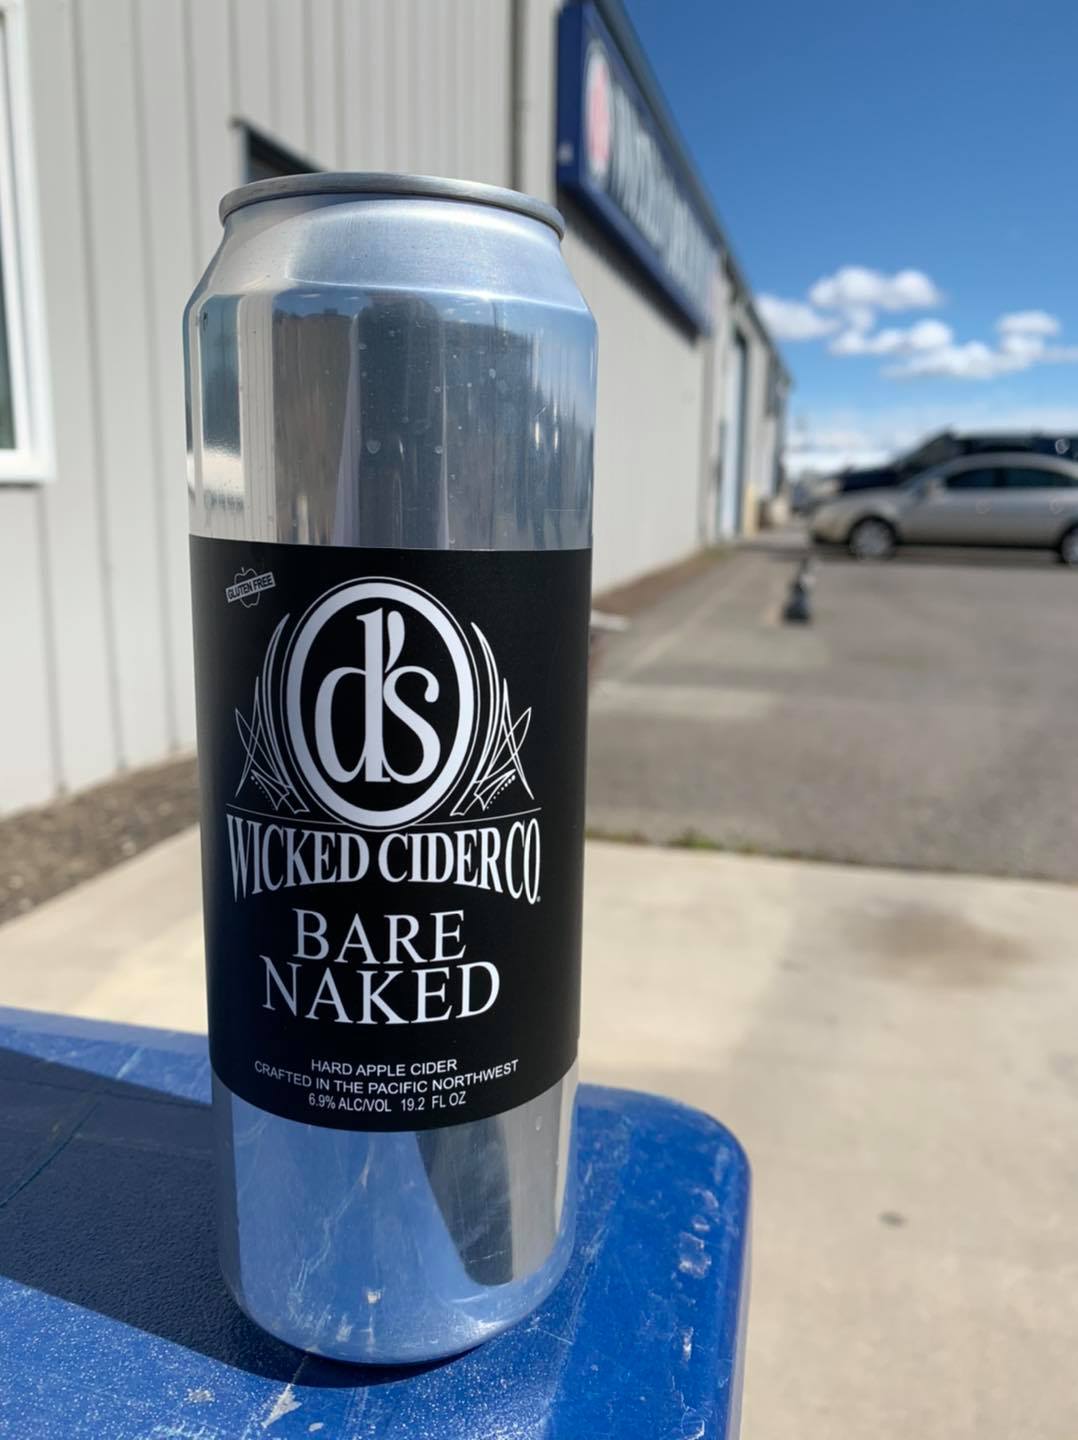 GLUTEN FREE
d's
WICKED CIDER CO.
BARE
NAKED
HARD APPLE CIDER
CRAFTED IN THE PACIFIC NORTHWEST
6.9% ALC/VOL 19.2 FL OZ